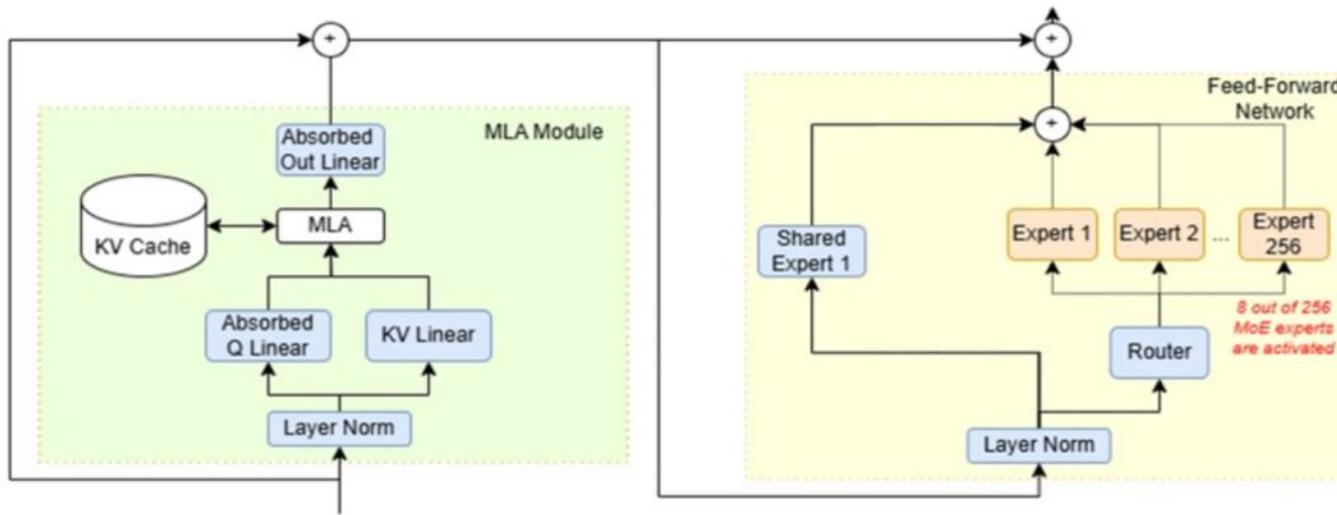 +
+
Feed-Forward
Network
MLA Module
Absorbed
Out Linear
+
MLA
KV Cache
Shared
Expert 1
Expert 1
Expert 2
...
Expert
256
8 out of 256
MoE experts
are activated
Absorbed
Q Linear
KV Linear
Router
Layer Norm
Layer Norm